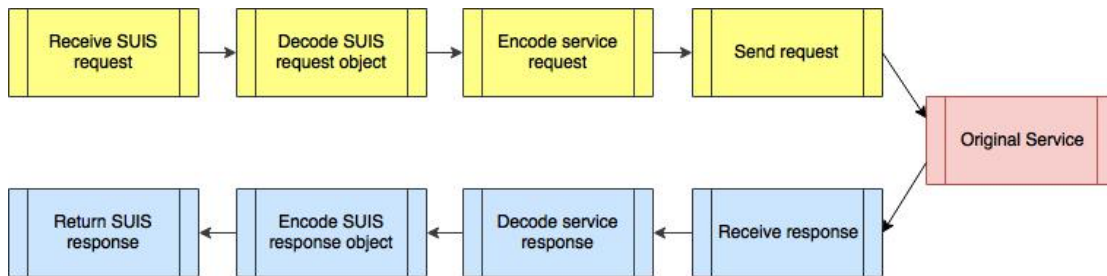 Receive SUIS
request
Decode SUIS
request object
Encode service
request
Send request
Original Service
Return SUIS
response
Encode SUIS
response object
Decode service
response
Receive response